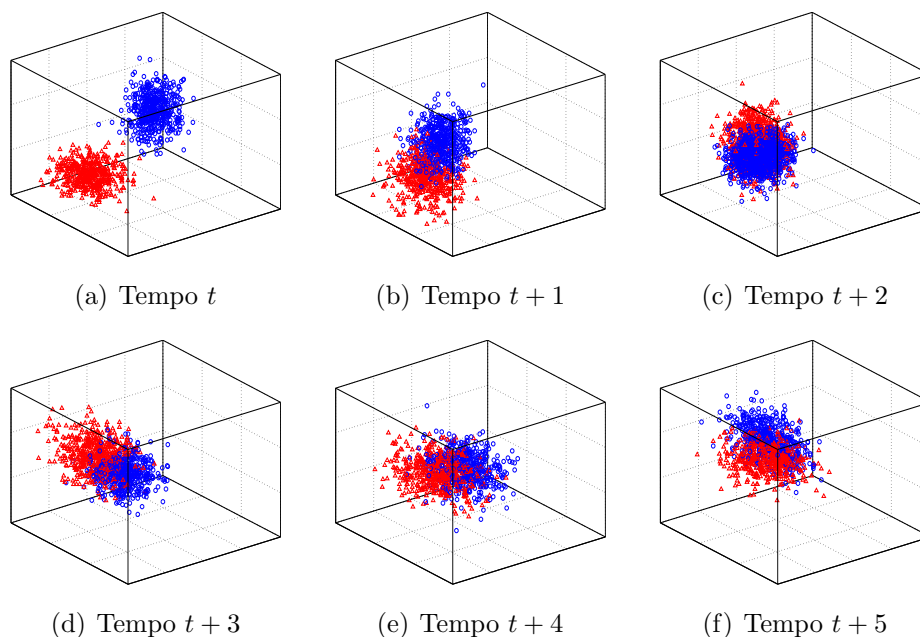 (a) Tempo t
(b) Tempo t + 1
(c) Tempo t + 2
(d) Tempo t + 3
(e) Tempo t + 4
(f) Tempo t + 5